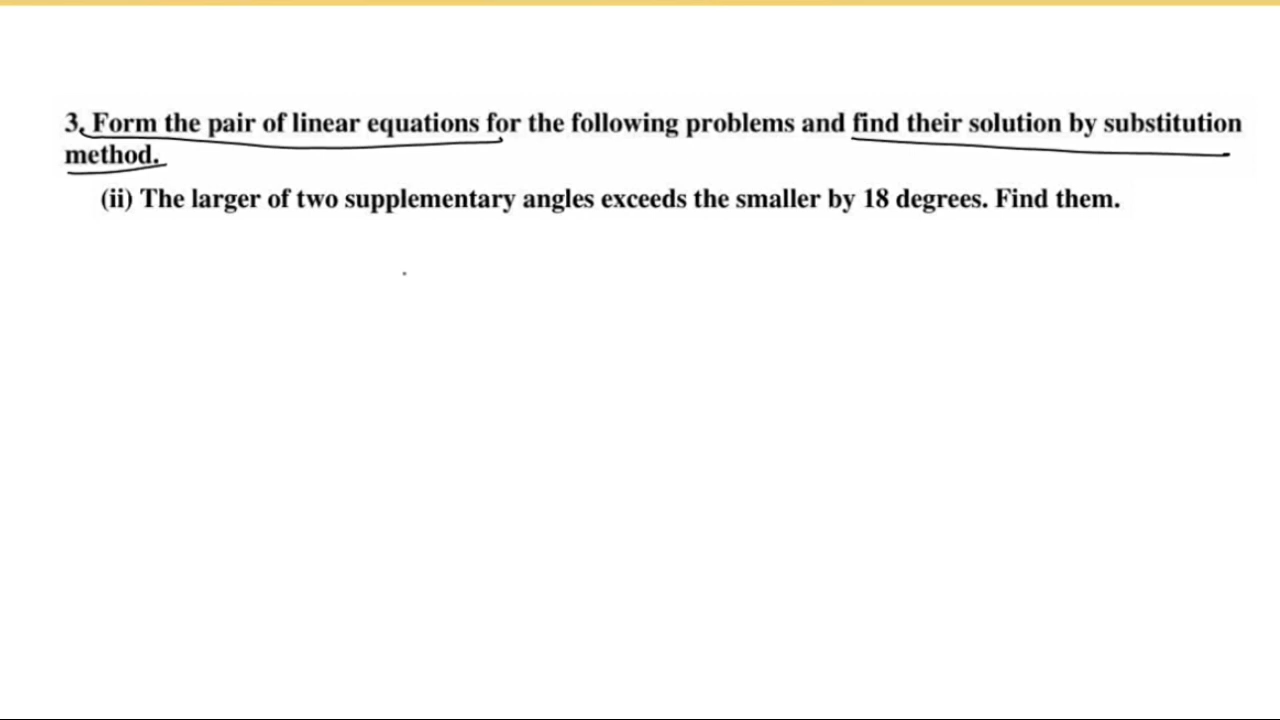 3. Form the pair of linear equations for the following problems and find their solution by substitution
method.
(ii) The larger of two supplementary angles exceeds the smaller by 18 degrees. Find them.